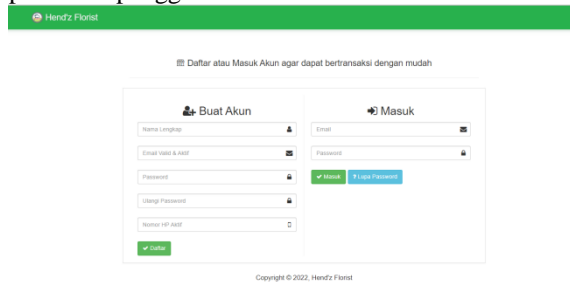 Hend'z Florist
Daftar atau Masuk Akun agar dapat bertransaksi dengan mudah
Buat Akun
Nama Lengkap
Email Valid & Aktif
Password
Ulangi Password
Nomor HP Aktif
Daftar
Masuk
Email
Password
Masuk
? Lupa Password
Copyright © 2022, Hend'z Florist